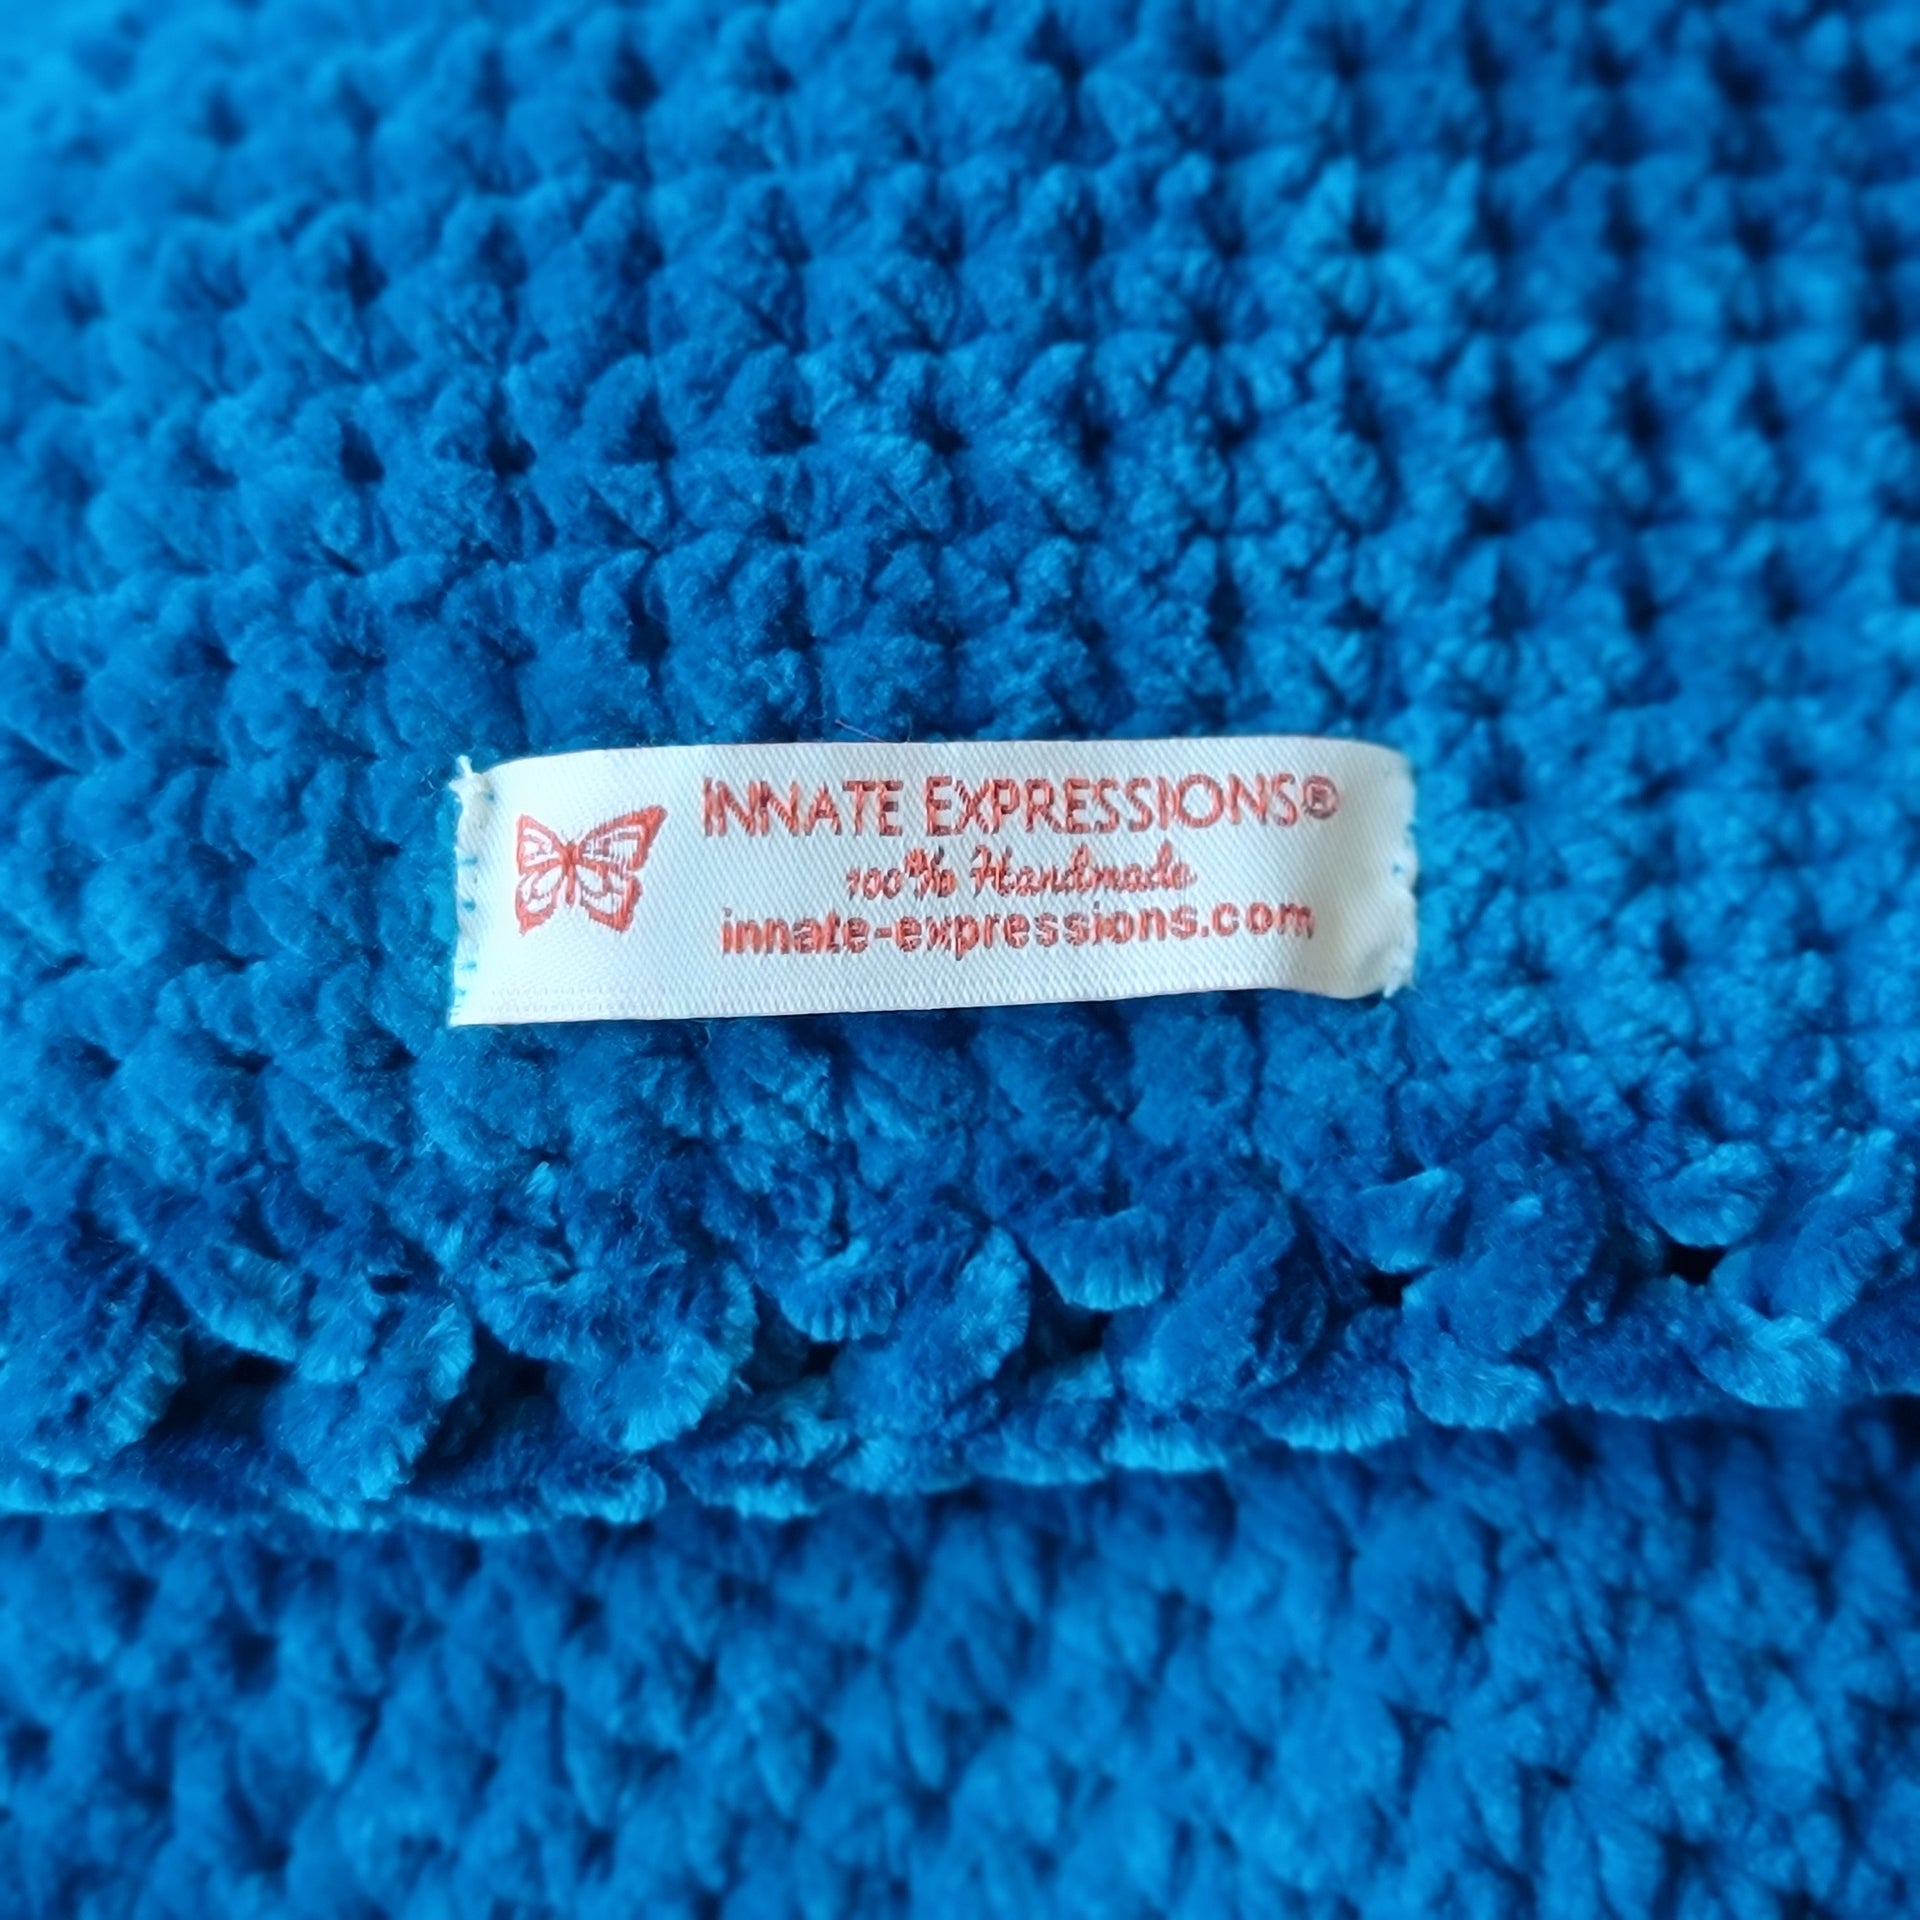 INNATE EXPRESSIONS®
100% Handmade
innate-expressions.com